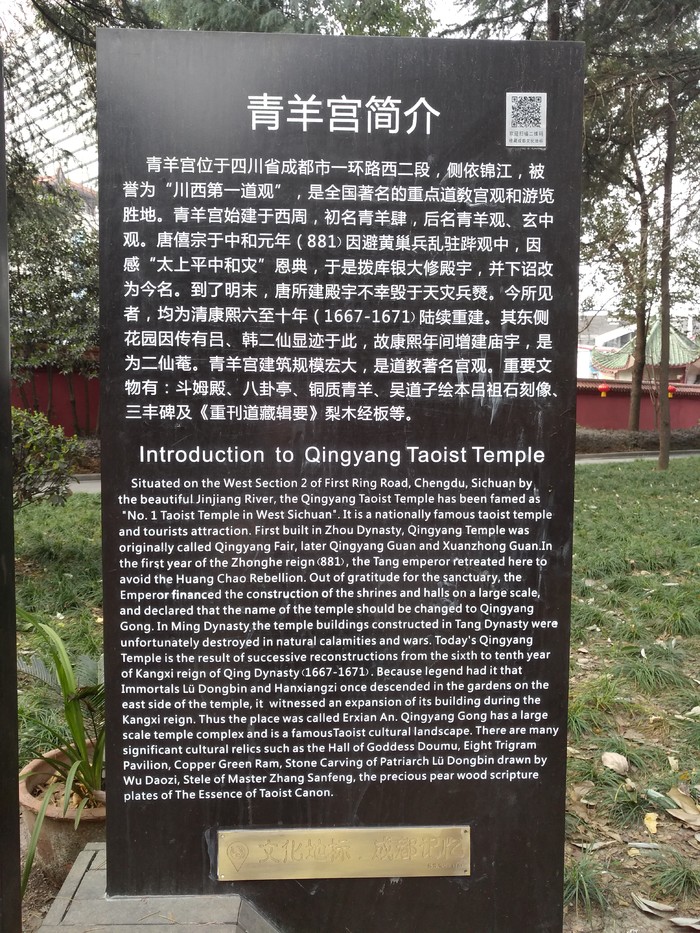 青羊宫简介
青羊宫位于四川省成都市一环路西二段，侧依锦江，被
誉为“川西第一道观”，是全国著名的重点道教宫观和游览
胜地。青羊宫始建于西周，初名青羊肆，后名青羊观、玄中
观。唐僖宗于中和元年（881）因避黄巢兵乱驻跸观中，因
感“太上平中和灾”恩典，于是拨库银大修殿宇，并下诏改
为今名。到了明末，唐所建殿宇不幸毁于天灾兵燹。今所见
者，均为清康熙六至十年（1667-1671）陆续重建。其东侧
花园因传有吕、韩二仙显迹于此，故康熙年间增建庙宇，是
为二仙菴。青羊宫建筑规模宏大，是道教著名宫观。重要文
物有：斗姆殿、八卦亭、铜质青羊、吴道子绘本吕祖石刻像、
三丰碑及《重刊道藏辑要》梨木经板等。
Introduction to Qingyang Taoist Temple
Situated on the West Section 2 of First Ring Road, Chengdu, Sichuan by
the beautiful Jinjiang River, the Qingyang Taoist Temple has been famed as
"No. 1 Taoist Temple in West Sichuan". It is a nationally famous taoist temple
and tourists attraction. First built in Zhou Dynasty, Qingyang Temple was
originally called Qingyang Fair, later Qingyang Guan and Xuanzhong Guan.In
the first year of the Zhonghe reign(881), the Tang emperor retreated here to
avoid the Huang Chao Rebellion. Out of gratitude for the sanctuary, the
Emperor financed the construction of the shrines and halls on a large scale,
and declared that the name of the temple should be changed to Qingyang
Gong. In Ming Dynasty,the temple buildings constructed in Tang Dynasty were
unfortunately destroyed in natural calamities and wars. Today's Qingyang
Temple is the result of successive reconstructions from the sixth to tenth year
of Kangxi reign of Qing Dynasty (1667-1671). Because legend had it that
Immortals Lü Dongbin and Hanxiangzi once descended in the gardens on the
east side of the temple, it witnessed an expansion of its building during the
Kangxi reign. Thus the place was called Erxian An. Qingyang Gong has a large
scale temple complex and is a famousTaoist cultural landscape. There are many
significant cultural relics such as the Hall of Goddess Doumu, Eight Trigram
Pavilion, Copper Green Ram, Stone Carving of Patriarch Lü Dongbin drawn by
Wu Daozi, Stele of Master Zhang Sanfeng, the precious pear wood scripture
plates of The Essence of Taoist Canon.
文化地标，成都记忆